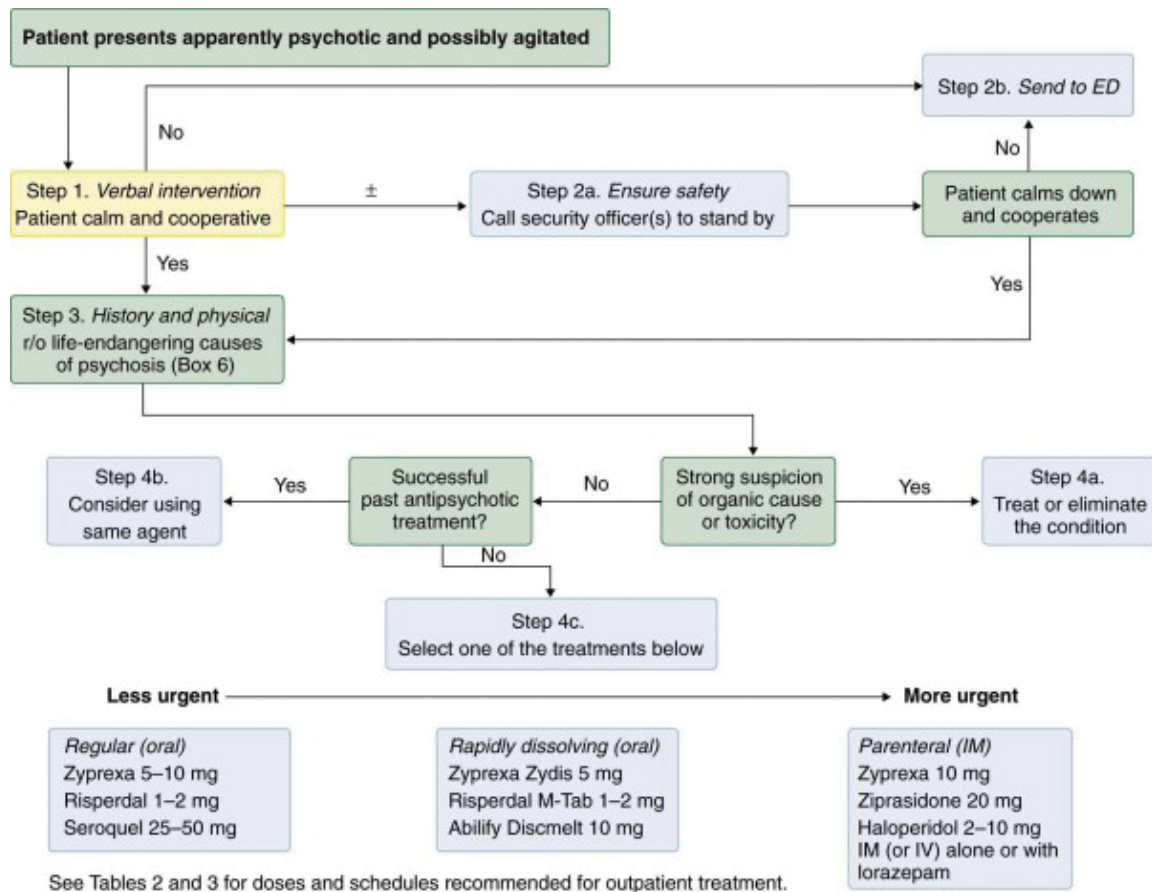 Patient presents apparently psychotic and possibly agitated
Step 2b. Send to ED
No
No
Step 1. Verbal intervention
Patient calm and cooperative
±
Step 2a. Ensure safety
Call security officer(s) to stand by
Patient calms down
and cooperates
Yes
Yes
Step 3. History and physical
r/o life-endangering causes
of psychosis (Box 6)
Step 4b.
Consider using
same agent
Yes
Successful
past antipsychotic
treatment?
No
Strong suspicion
of organic cause
or toxicity?
Yes
Step 4a.
Treat or eliminate
the condition
No
Step 4c.
Select one of the treatments below
Less urgent
More urgent
Regular (oral)
Zyprexa 5–10 mg
Risperdal 1–2 mg
Seroquel 25–50 mg
Rapidly dissolving (oral)
Zyprexa Zydis 5 mg
Risperdal M-Tab 1–2 mg
Abilify Discmelt 10 mg
Parenteral (IM)
Zyprexa 10 mg
Ziprasidone 20 mg
Haloperidol 2–10 mg
IM (or IV) alone or with
lorazepam
See Tables 2 and 3 for doses and schedules recommended for outpatient treatment.